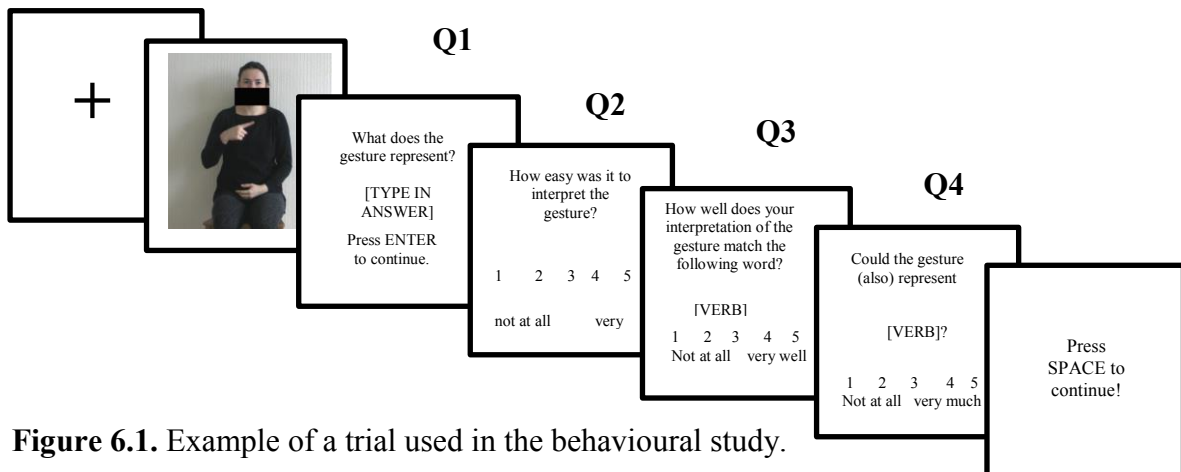 +
Q1
What does the
gesture represent?
[TYPE IN
ANSWER]
Press ENTER
to continue.
Q2
How easy was it to
interpret the
gesture?
1 2 3 4 5
not at all very
Q3
How well does your
interpretation of the
gesture match the
following word?
[VERB]
1 2 3 4 5
Not at all very well
Q4
Could the gesture
(also) represent
[VERB]?
1 2 3 4 5
Not at all very much
Press
SPACE to
continue!
Figure 6.1. Example of a trial used in the behavioural study.